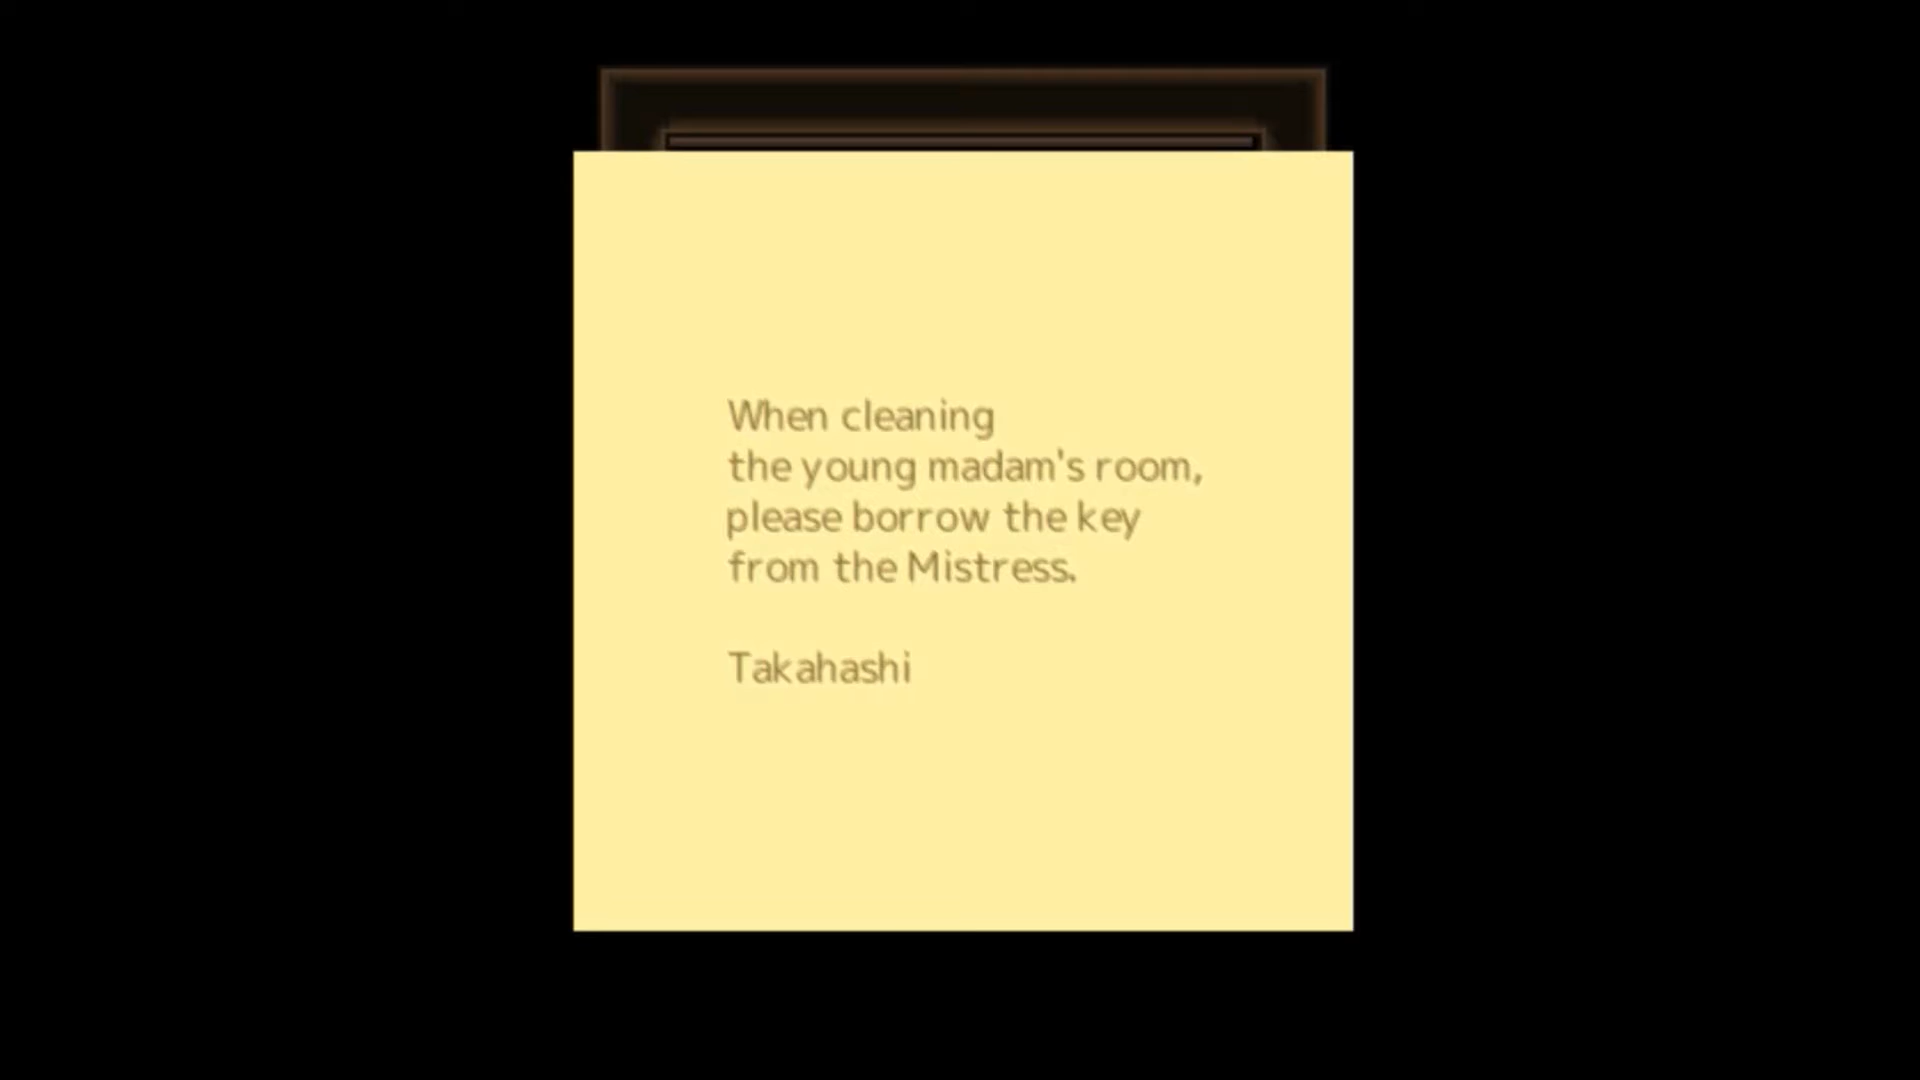 When cleaning
the young madam's room,
please borrow the key
from the Mistress.
Takahashi